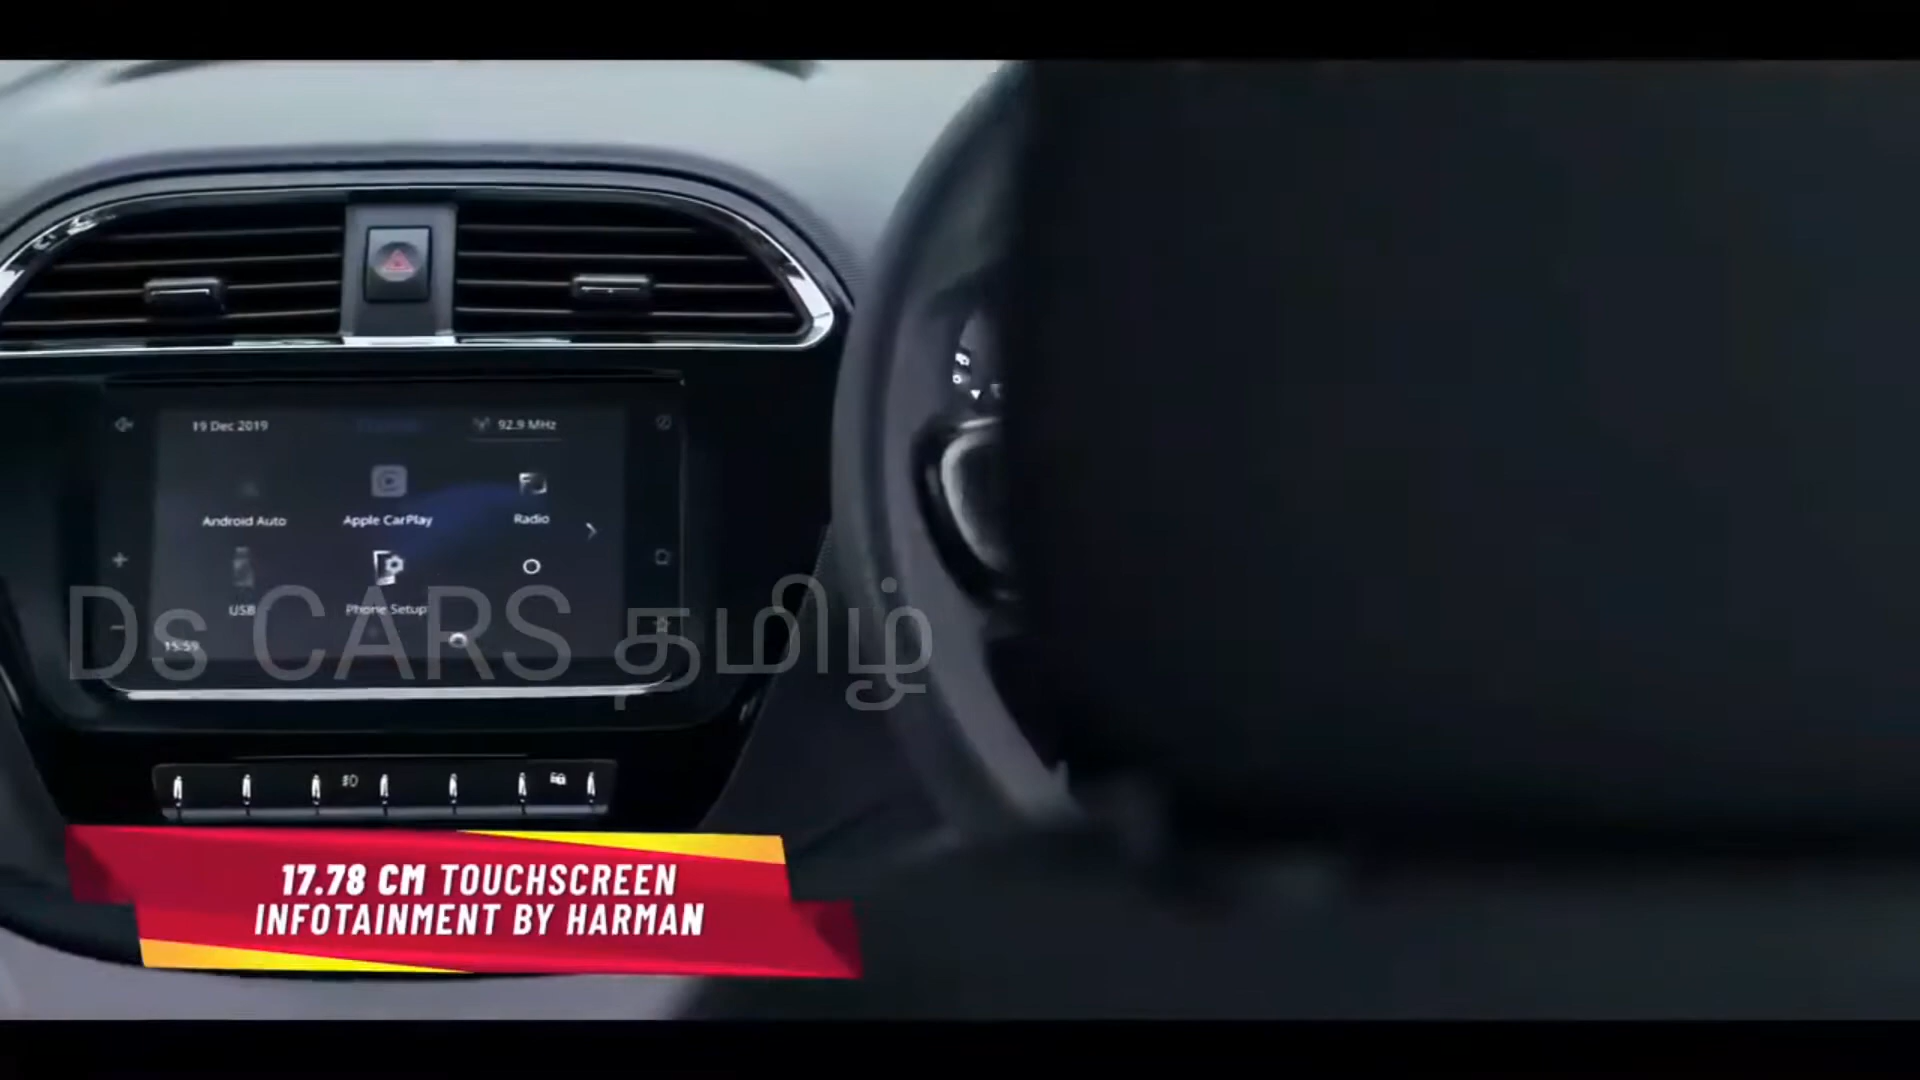 19 Dec 2019
92.9 MHz
Android Auto
Apple CarPlay
Radio
USB
Phone Setup
15:59
Ds CARS தமிழ்
17.78 CM TOUCHSCREEN
INFOTAINMENT BY HARMAN